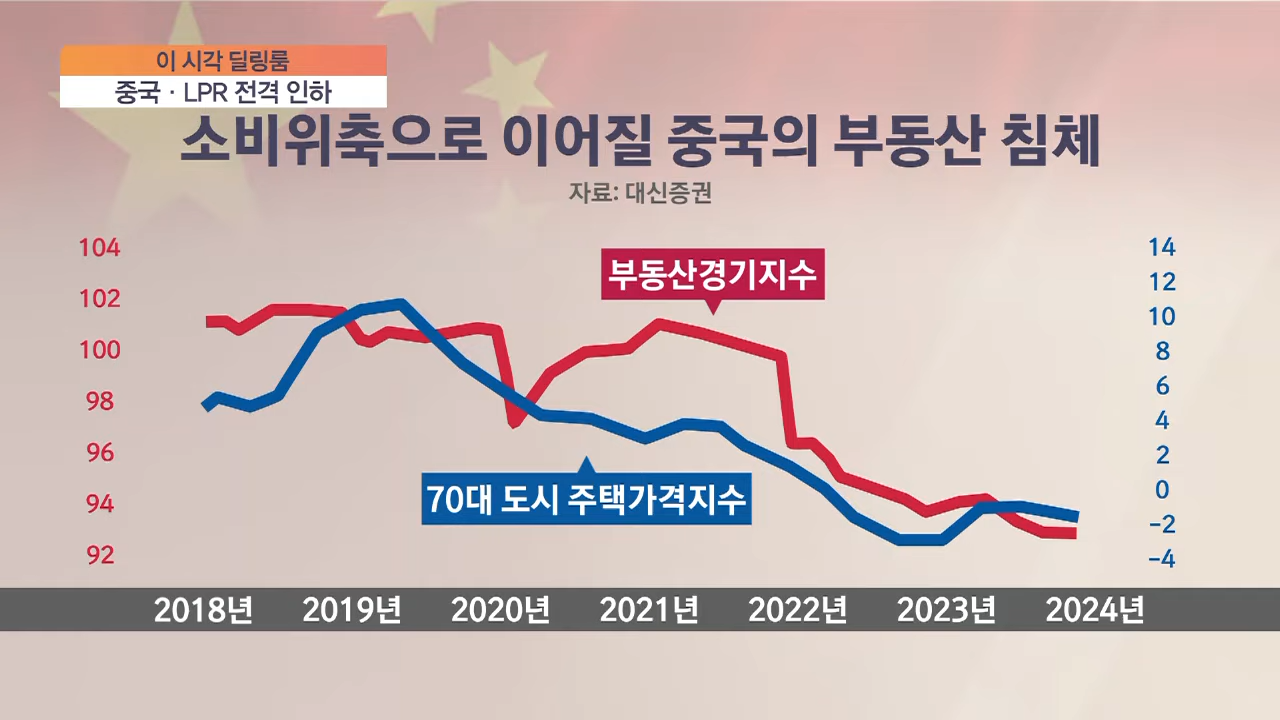 이 시각 딜링룸
중국 · LPR 전격 인하
소비위축으로 이어질 중국의 부동산 침체
자료: 대신증권
104
102
100
98
96
94
92
14
12
10
8
6
4
2
0
-2
-4
부동산경기지수
70대 도시 주택가격지수
2018년 2019년 2020년 2021년 2022년 2023년 2024년